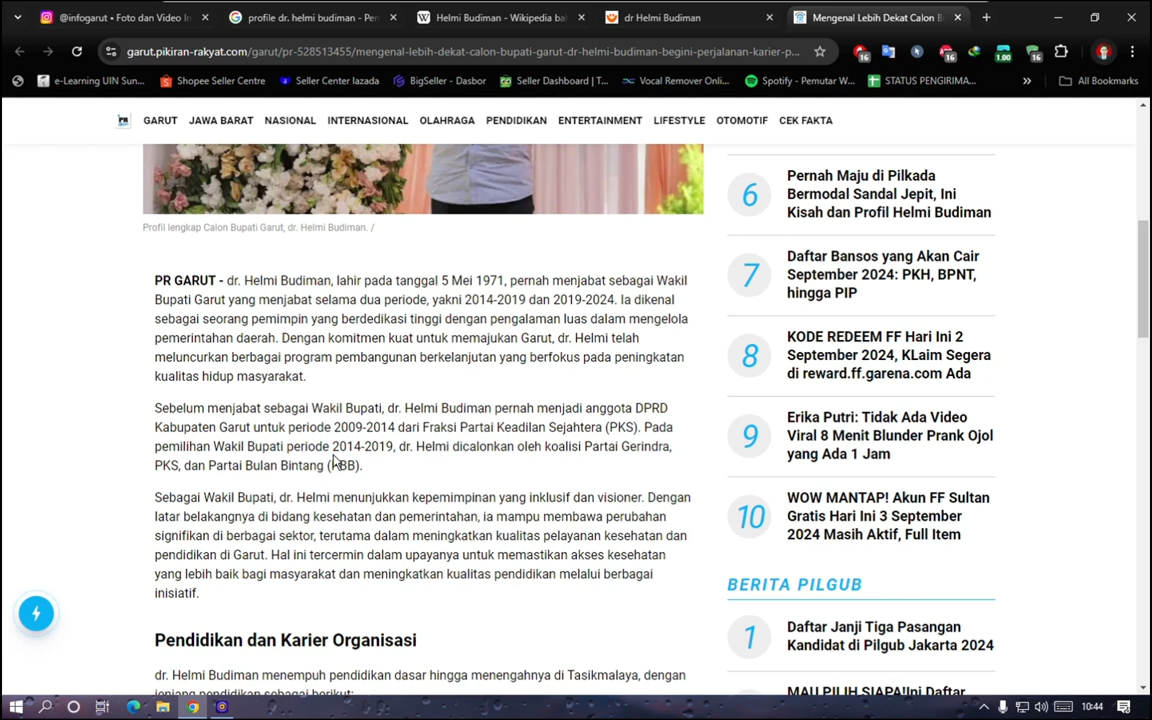 @infogarut • Foto dan Video In
profile dr. helmi budiman - Pen
Helmi Budiman - Wikipedia ba
dr Helmi Budiman
Mengenal Lebih Dekat Calon B
garut.pikiran-rakyat.com/garut/pr-528513455/mengenal-lebih-dekat-calon-bupati-garut-dr-helmi-budiman-begini-perjalanan-karier-p...
16
16
1.00
16
e-Learning UIN Sun...
Shopee Seller Centre
Seller Center lazada
BigSeller - Dasbor
Seller Dashboard | T...
Vocal Remover Onli...
Spotify - Pemutar W...
STATUS PENGIRIMA...
All Bookmarks
PR
GARUT JAWA BARAT NASIONAL INTERNASIONAL OLAHRAGA PENDIDIKAN ENTERTAINMENT LIFESTYLE OTOMOTIF CEK FAKTA
Profil lengkap Calon Bupati Garut, dr. Helmi Budiman. /
PR GARUT - dr. Helmi Budiman, lahir pada tanggal 5 Mei 1971, pernah menjabat sebagai Wakil
Bupati Garut yang menjabat selama dua periode, yakni 2014-2019 dan 2019-2024. Ia dikenal
sebagai seorang pemimpin yang berdedikasi tinggi dengan pengalaman luas dalam mengelola
pemerintahan daerah. Dengan komitmen kuat untuk memajukan Garut, dr. Helmi telah
meluncurkan berbagai program pembangunan berkelanjutan yang berfokus pada peningkatan
kualitas hidup masyarakat.
Sebelum menjabat sebagai Wakil Bupati, dr. Helmi Budiman pernah menjadi anggota DPRD
Kabupaten Garut untuk periode 2009-2014 dari Fraksi Partai Keadilan Sejahtera (PKS). Pada
pemilihan Wakil Bupati periode 2014-2019, dr. Helmi dicalonkan oleh koalisi Partai Gerindra,
PKS, dan Partai Bulan Bintang (PBB).
Sebagai Wakil Bupati, dr. Helmi menunjukkan kepemimpinan yang inklusif dan visioner. Dengan
latar belakangnya di bidang kesehatan dan pemerintahan, ia mampu membawa perubahan
signifikan di berbagai sektor, terutama dalam meningkatkan kualitas pelayanan kesehatan dan
pendidikan di Garut. Hal ini tercermin dalam upayanya untuk memastikan akses kesehatan
yang lebih baik bagi masyarakat dan meningkatkan kualitas pendidikan melalui berbagai
inisiatif.
Pendidikan dan Karier Organisasi
dr. Helmi Budiman menempuh pendidikan dasar hingga menengahnya di Tasikmalaya, dengan
jenjang pendidikan sebagai berikut:
6
Pernah Maju di Pilkada
Bermodal Sandal Jepit, Ini
Kisah dan Profil Helmi Budiman
7
Daftar Bansos yang Akan Cair
September 2024: PKH, BPNT,
hingga PIP
8
KODE REDEEM FF Hari Ini 2
September 2024, KLaim Segera
di reward.ff.garena.com Ada
9
Erika Putri: Tidak Ada Video
Viral 8 Menit Blunder Prank Ojol
yang Ada 1 Jam
10
WOW MANTAP! Akun FF Sultan
Gratis Hari Ini 3 September
2024 Masih Aktif, Full Item
BERITA PILGUB
1
Daftar Janji Tiga Pasangan
Kandidat di Pilgub Jakarta 2024
MAU PILIH SIAPA!Ini Daftar
10:44